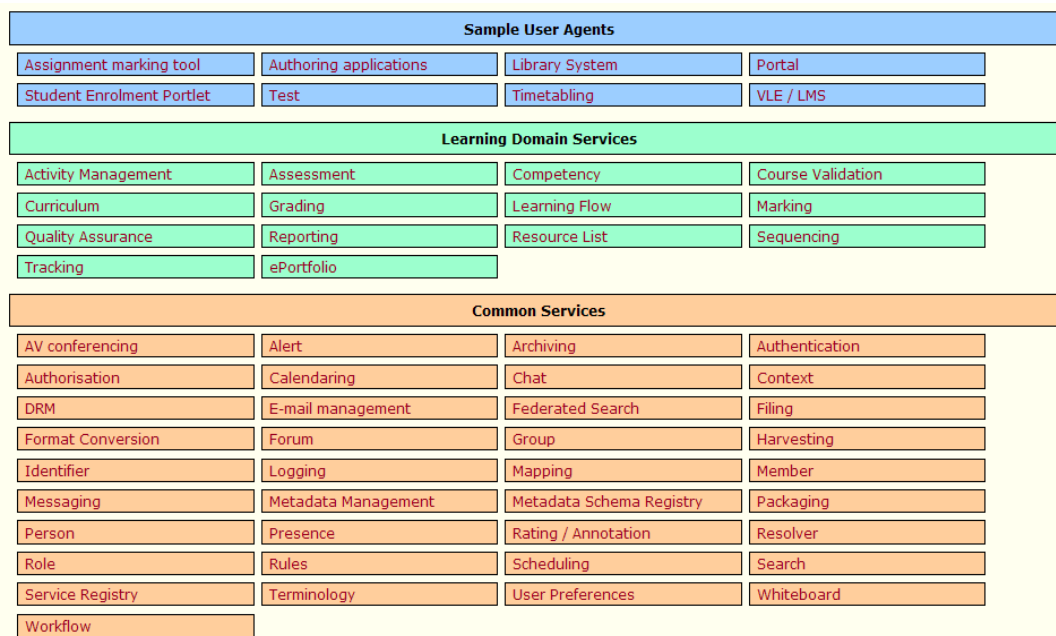 Sample User Agents
Assignment marking tool Authoring applications Library System Portal
Student Enrolment Portlet Test Timetabling VLE / LMS
Learning Domain Services
Activity Management Assessment Competency Course Validation
Curriculum Grading Learning Flow Marking
Quality Assurance Reporting Resource List Sequencing
Tracking ePortfolio
Common Services
AV conferencing Alert Archiving Authentication
Authorisation Calendaring Chat Context
DRM E-mail management Federated Search Filing
Format Conversion Forum Group Harvesting
Identifier Logging Mapping Member
Messaging Metadata Management Metadata Schema Registry Packaging
Person Presence Rating / Annotation Resolver
Role Rules Scheduling Search
Service Registry Terminology User Preferences Whiteboard
Workflow